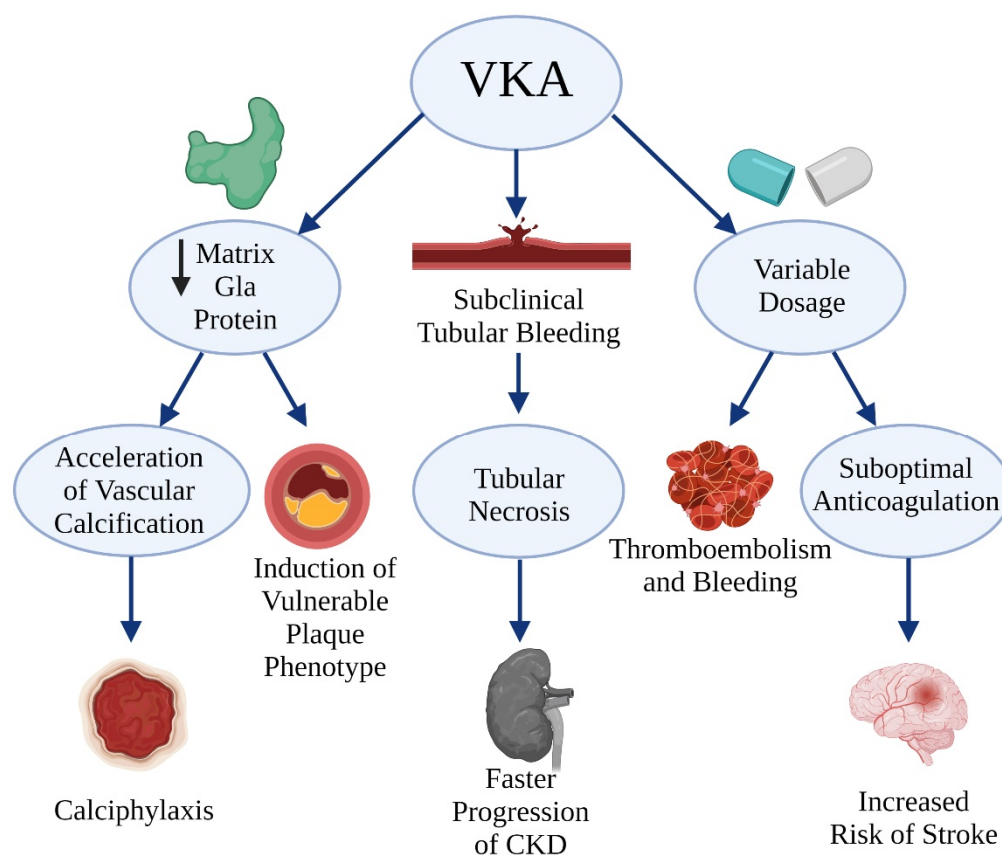 VKA
Matrix
Gla
Protein
Subclinical
Tubular Bleeding
Variable
Dosage
Acceleration
of Vascular
Calcification
Induction of
Vulnerable
Plaque
Phenotype
Tubular
Necrosis
Thromboembolism
and Bleeding
Suboptimal
Anticoagulation
Calciphylaxis
Faster
Progression
of CKD
Increased
Risk of Stroke